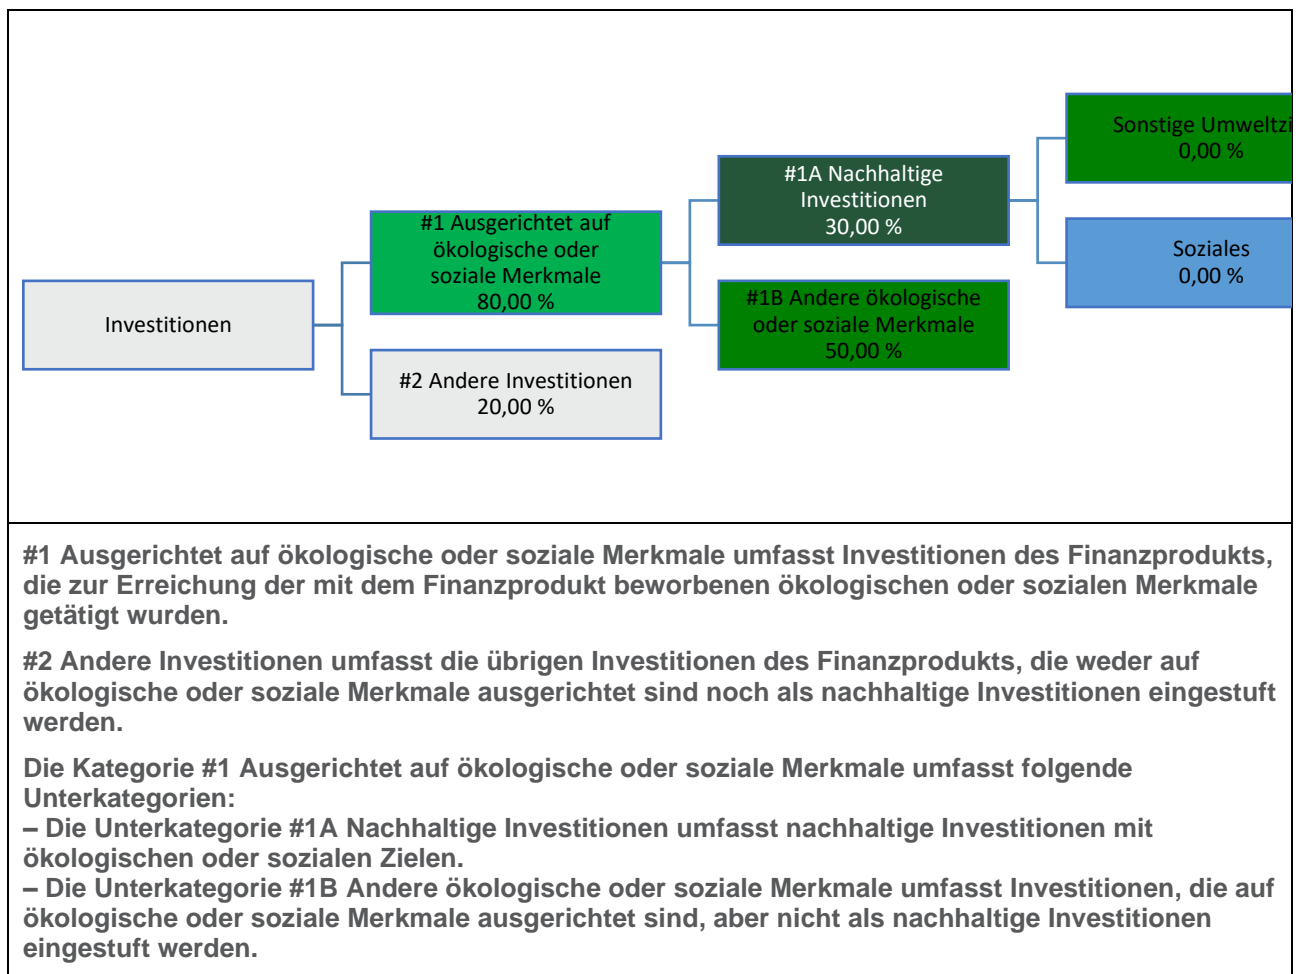 Investitionen
#1 Ausgerichtet auf
ökologische oder
soziale Merkmale
80,00 %
#2 Andere Investitionen
20,00 %
#1A Nachhaltige
Investitionen
30,00 %
#1B Andere ökologische
oder soziale Merkmale
50,00 %
Sonstige
0,00 %
Soziales
0,00 %
#1 Ausgerichtet auf ökologische oder soziale Merkmale umfasst Investitionen des Finanzprodukts,
die zur Erreichung der mit dem Finanzprodukt beworbenen ökologischen oder sozialen Merkmale
getätigt wurden.
#2 Andere Investitionen umfasst die übrigen Investitionen des Finanzprodukts, die weder auf
ökologische oder soziale Merkmale ausgerichtet sind noch als nachhaltige Investitionen eingestuft
werden.
Die Kategorie #1 Ausgerichtet auf ökologische oder soziale Merkmale umfasst folgende
Unterkategorien:
– Die Unterkategorie #1A Nachhaltige Investitionen umfasst nachhaltige Investitionen mit
ökologischen oder sozialen Zielen.
– Die Unterkategorie #1B Andere ökologische oder soziale Merkmale umfasst Investitionen, die auf
ökologische oder soziale Merkmale ausgerichtet sind, aber nicht als nachhaltige Investitionen
eingestuft werden.